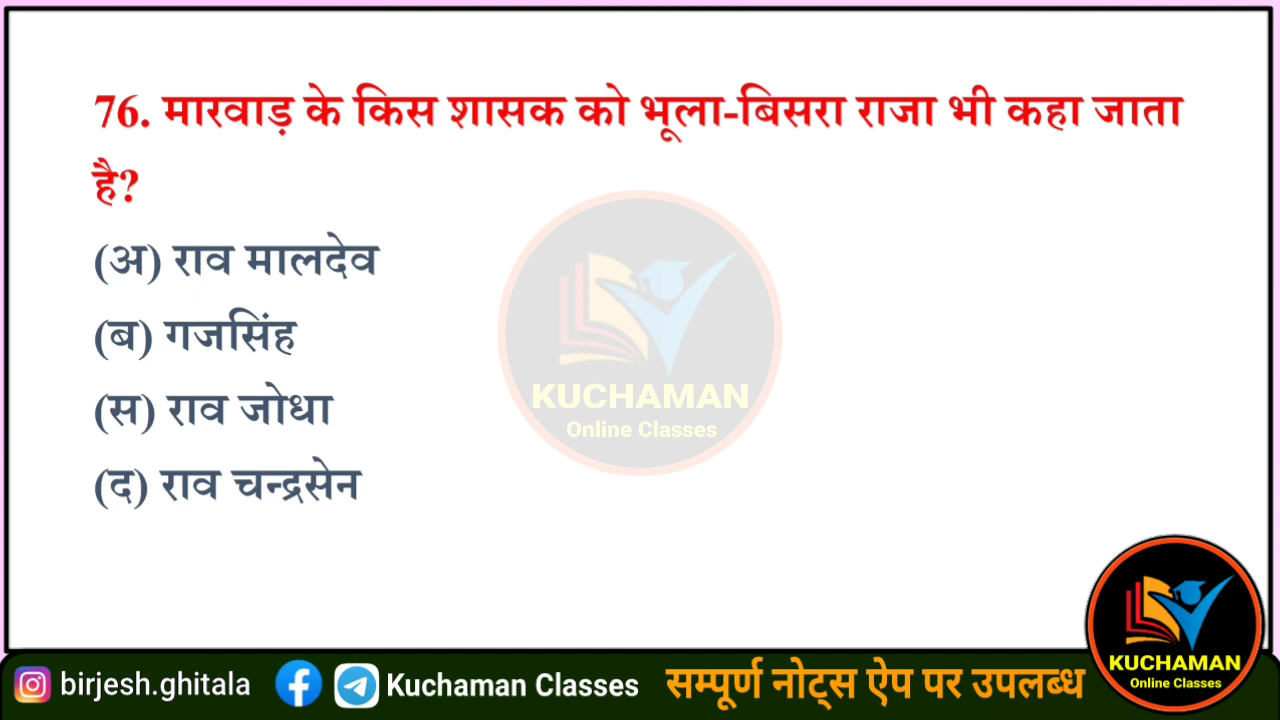 76. मारवाड़ के किस शासक को भूला-बिसरा राजा भी कहा जाता
है?
(अ) राव मालदेव
(ब) गजसिंह
(स) राव जोधा
(द) राव चन्द्रसेन
KUCHAMAN
Online Classes
birjesh.ghitala
Kuchaman Classes
सम्पूर्ण नोट्स ऐप पर उपलब्ध
KUCHAMAN
Online Classes